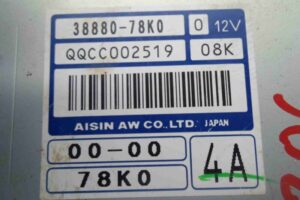 38880-78K0 0 12V
QQCC002519 08K
AISIN AW CO.,LTD. JAPAN
00-00
78K0 4A